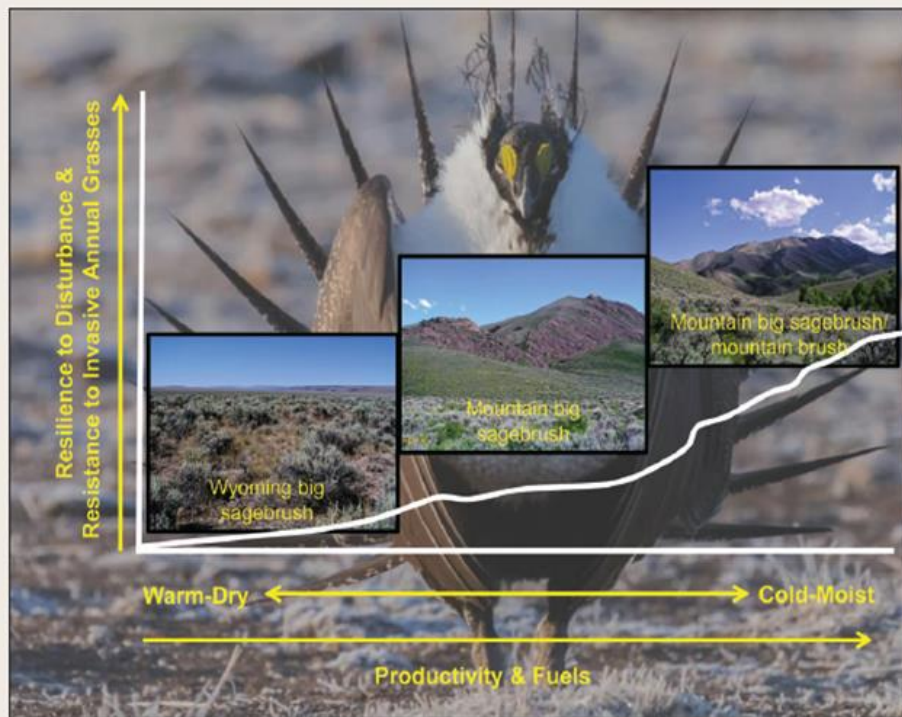 Resilience to Disturbance &
Resistance to Invasive Annual Grasses
Mountain big sagebrush/
mountain brush
Mountain big
sagebrush
Wyoming big
sagebrush
Warm-Dry
Cold-Moist
Productivity & Fuels